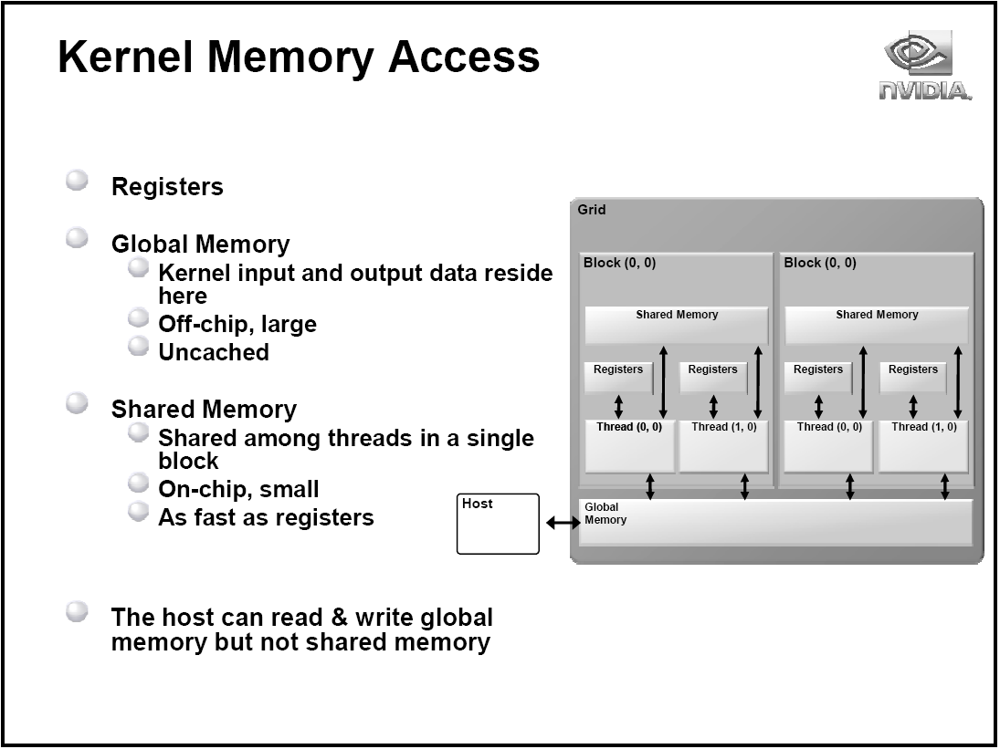 Kernel Memory Access
NVIDIA.
Registers
Global Memory
Kernel input and output data reside
here
Off-chip, large
Uncached
Shared Memory
Shared among threads in a single
block
On-chip, small
As fast as registers
The host can read & write global
memory but not shared memory
Grid
Block (0, 0)
Shared Memory
Registers
Registers
Thread (0, 0)
Thread (1, 0)
Block (0, 0)
Shared Memory
Registers
Registers
Thread (0, 0)
Thread (1, 0)
Host
Global
Memory